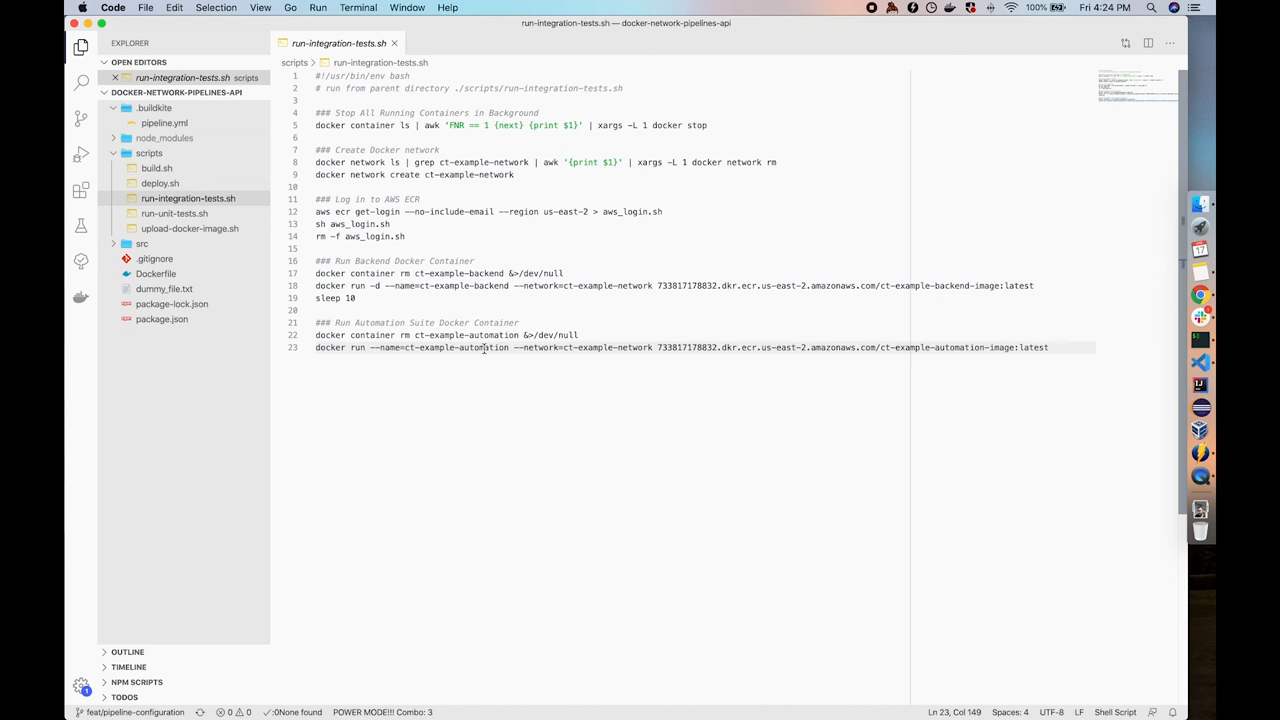 Code File Edit Selection View Go Run Terminal Window Help 100% Fri 4:24 PM
run-integration-tests.sh — docker-network-pipelines-api
EXPLORER
OPEN EDITORS
run-integration-tests.sh scripts
DOCKER-NETWORK-PIPELINES-API
.buildkite
pipeline.yml
node_modules
scripts
build.sh
deploy.sh
run-integration-tests.sh
run-unit-tests.sh
upload-docker-image.sh
src
.gitignore
Dockerfile
dummy_file.txt
package-lock.json
package.json
OUTLINE
TIMELINE
NPM SCRIPTS
TODOS
run-integration-tests.sh
scripts run-integration-tests.sh
1 #!/usr/bin/env bash
2 # run from parent dir: ./scripts/run-integration-tests.sh
3
4 ### Stop All Running Containers in Background
5 docker container ls | awk 'FNR == 1 {next} {print $1}' | xargs -L 1 docker stop
6
7 ### Create Docker network
8 docker network ls | grep ct-example-network | awk '{print $1}' | xargs -L 1 docker network rm
9 docker network create ct-example-network
10
11 ### Log in to AWS ECR
12 aws ecr get-login --no-include-email --region us-east-2 > aws_login.sh
13 sh aws_login.sh
14 rm -f aws_login.sh
15
16 ### Run Backend Docker Container
17 docker container rm ct-example-backend &>/dev/null
18 docker run -d --name=ct-example-backend --network=ct-example-network 733817178832.dkr.ecr.us-east-2.amazonaws.com/ct-example-backend-image:latest
19 sleep 10
20
21 ### Run Automation Suite Docker Container
22 docker container rm ct-example-automation &>/dev/null
23 docker run --name=ct-example-automation --network=ct-example-network 733817178832.dkr.ecr.us-east-2.amazonaws.com/ct-example-automation-image:latest
1
feat/pipeline-configuration 0 0 0None found POWER MODE!!! Combo: 3 Ln 23, Col 149 Spaces: 4 UTF-8 LF Shell Script